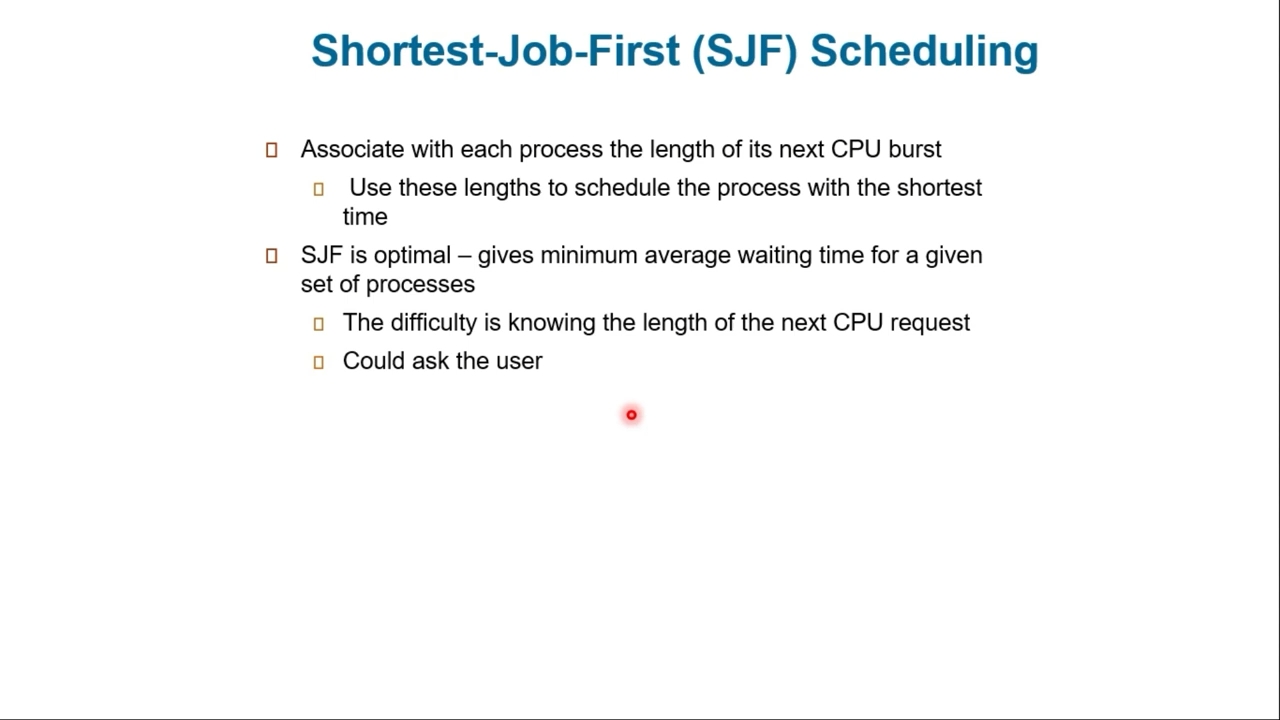 Shortest-Job-First (SJF) Scheduling
Associate with each process the length of its next CPU burst
Use these lengths to schedule the process with the shortest
time
SJF is optimal – gives minimum average waiting time for a given
set of processes
The difficulty is knowing the length of the next CPU request
Could ask the user